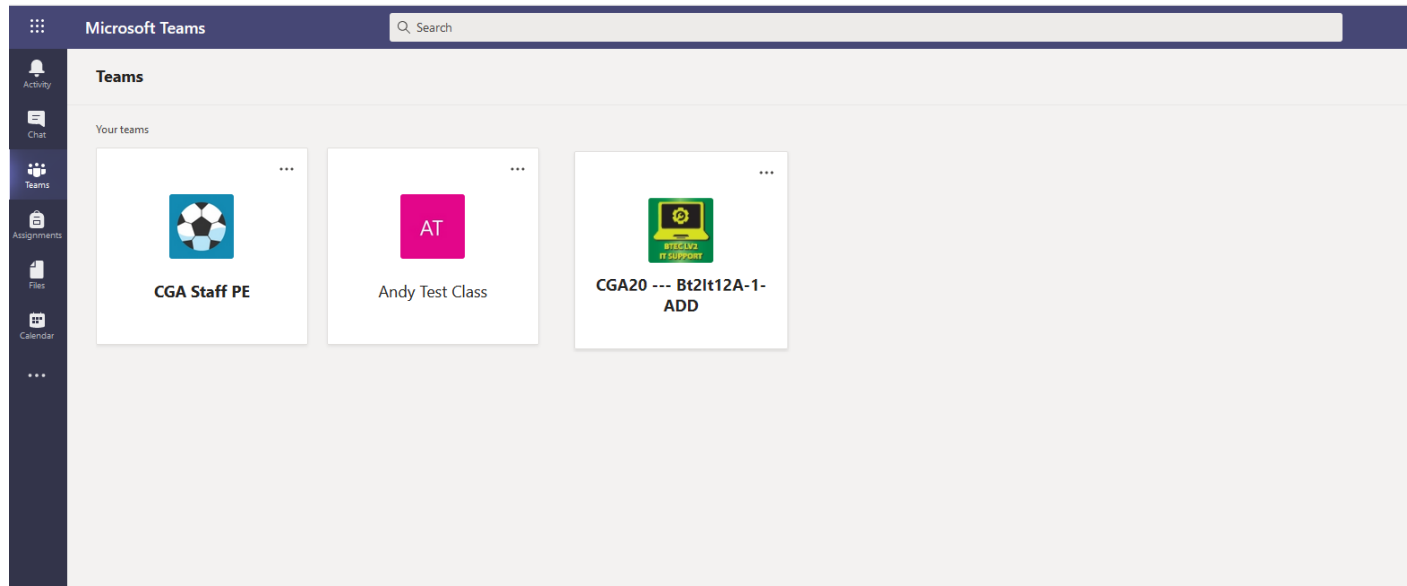 Microsoft Teams
Search
Activity
Chat
Teams
Assignments
Files
Calendar
Teams
Your teams
CGA Staff PE
AT
Andy Test Class
BTEC LV2
IT SUPPORT
CGA20 --- Bt2It12A-1-
ADD